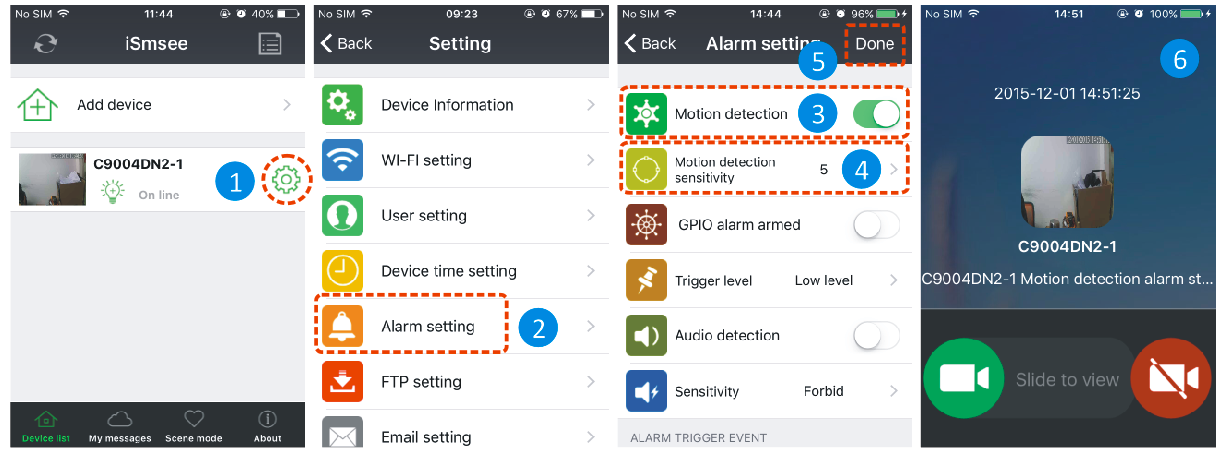 No SIM 11:44 40%
iSmsee
Add device
C9004DN2-1
1
On line
Device list My messages Scene mode About
No SIM 09:23 67%
Back Setting
Device Information
WI-FI setting
User setting
Device time setting
Alarm setting 2
FTP setting
Email setting
No SIM 14:44 96%
Back Alarm setting Done
5
Motion detection 3
Motion detection
sensitivity 5 4
GPIO alarm armed
Trigger level Low level
Audio detection
Sensitivity Forbid
ALARM TRIGGER EVENT
No SIM 14:51 100%
6
2015-12-01 14:51:25
C9004DN2-1
C9004DN2-1 Motion detection alarm st...
Slide to view